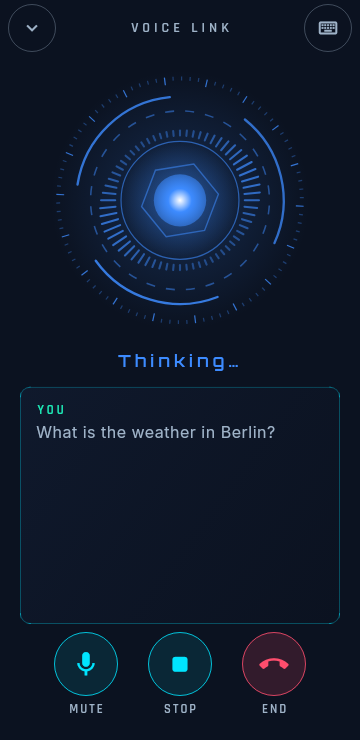 VOICE LINK
Thinking…
YOU
What is the weather in Berlin?
MUTE STOP END